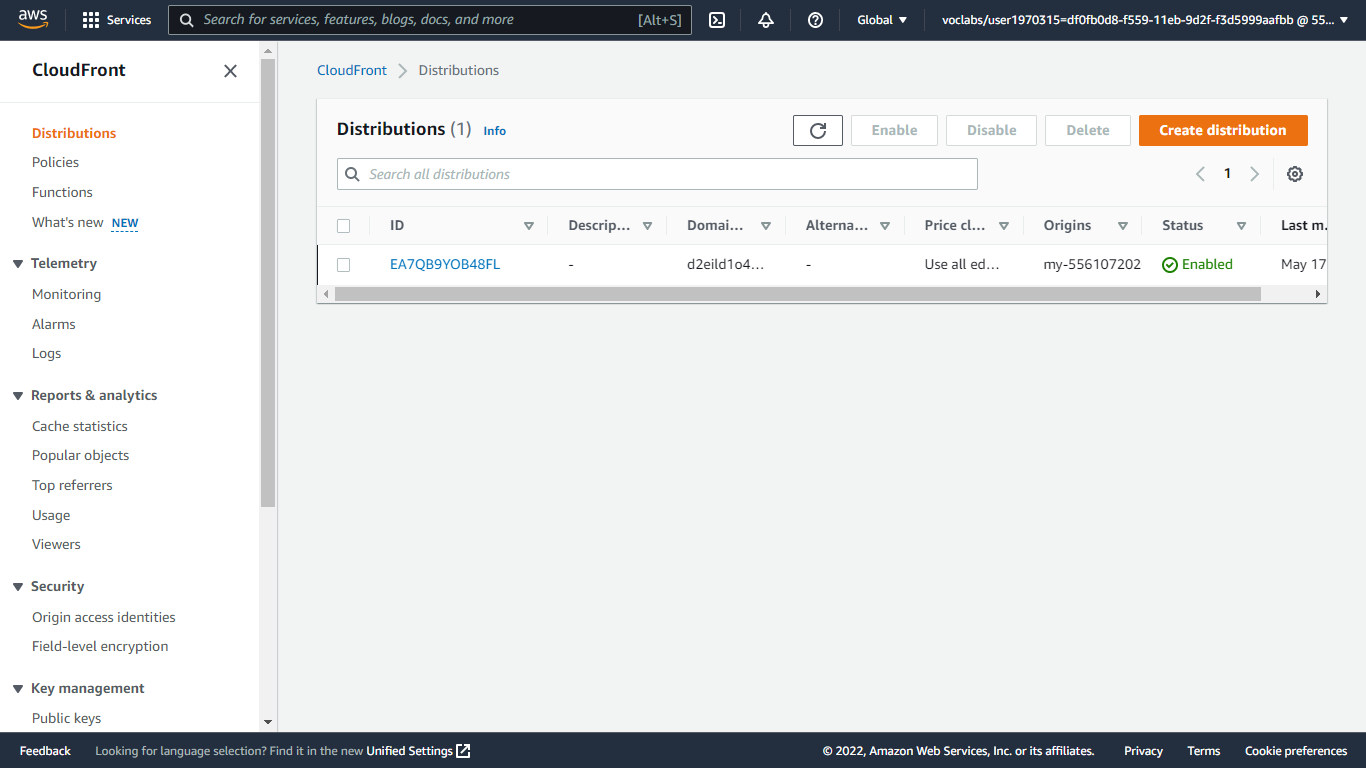 aws Services Search for services, features, blogs, docs, and more [Alt+S] Global voclabs/user1970315=df0fb0d8-f559-11eb-9d2f-f3d5999aafbb @ 55...
CloudFront
Distributions
Policies
Functions
What's new NEW
Telemetry
Monitoring
Alarms
Logs
Reports & analytics
Cache statistics
Popular objects
Top referrers
Usage
Viewers
Security
Origin access identities
Field-level encryption
Key management
Public keys
CloudFront Distributions
Distributions (1) Info Enable Disable Delete Create distribution
Search all distributions 1
ID Descrip... Domai... Alterna... Price cl... Origins Status Last m.
EA7QB9YOB48FL - d2eild1o4... - Use all ed... my-556107202 Enabled May 17
Feedback Looking for language selection? Find it in the new Unified Settings © 2022, Amazon Web Services, Inc. or its affiliates. Privacy Terms Cookie preferences